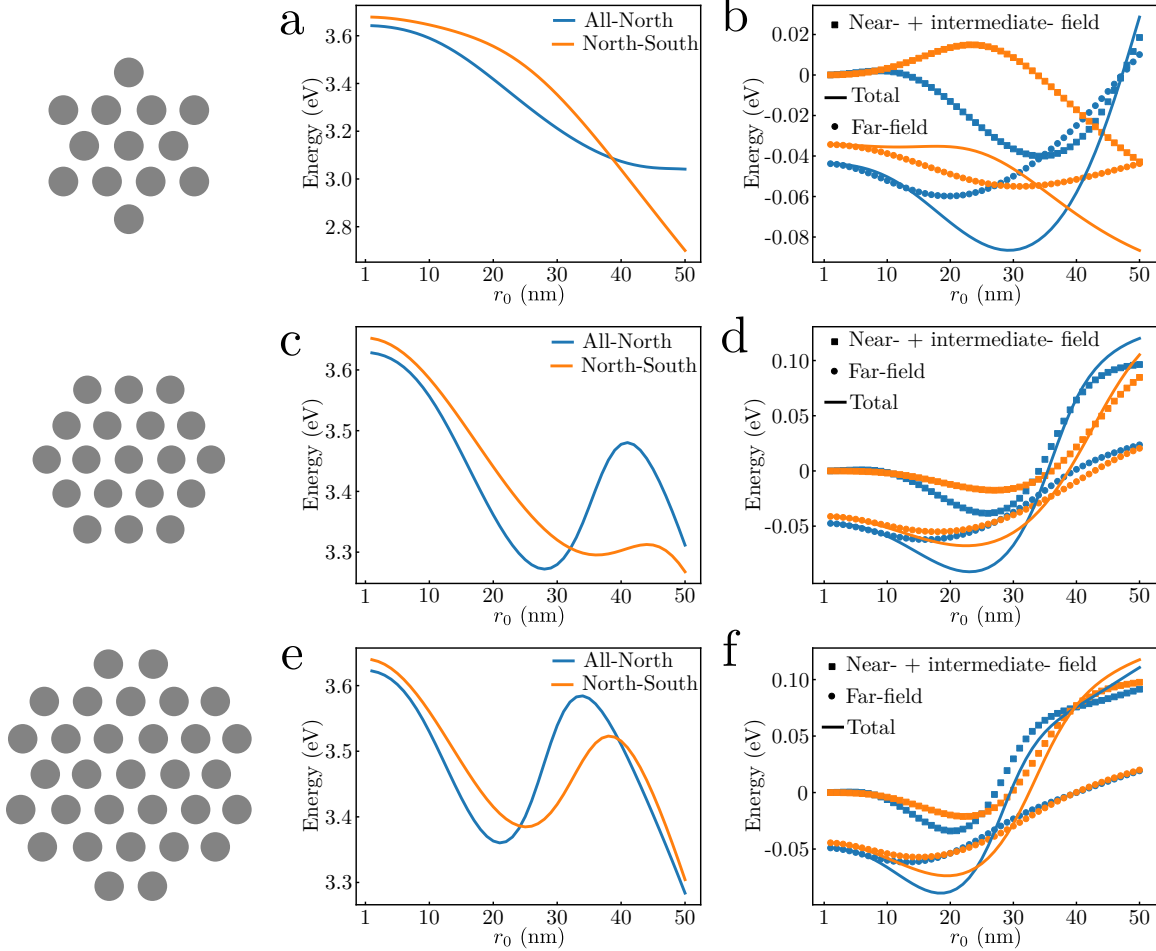 a
All-North
North-South
Energy (eV)
3.6
3.4
3.2
3.0
2.8
1 10 20 30 40 50
r₀ (nm)
b
Near- + intermediate- field
Total
Far-field
Energy (eV)
0.02
0
-0.02
-0.04
-0.06
-0.08
1 10 20 30 40 50
r₀ (nm)
c
All-North
North-South
Energy (eV)
3.6
3.5
3.4
3.3
1 10 20 30 40 50
r₀ (nm)
d
Near- + intermediate- field
Far-field
Total
Energy (eV)
0.10
0.05
0
-0.05
1 10 20 30 40 50
r₀ (nm)
e
All-North
North-South
Energy (eV)
3.6
3.5
3.4
3.3
1 10 20 30 40 50
r₀ (nm)
f
Near- + intermediate- field
Far-field
Total
Energy (eV)
0.10
0.05
0
-0.05
1 10 20 30 40 50
r₀ (nm)